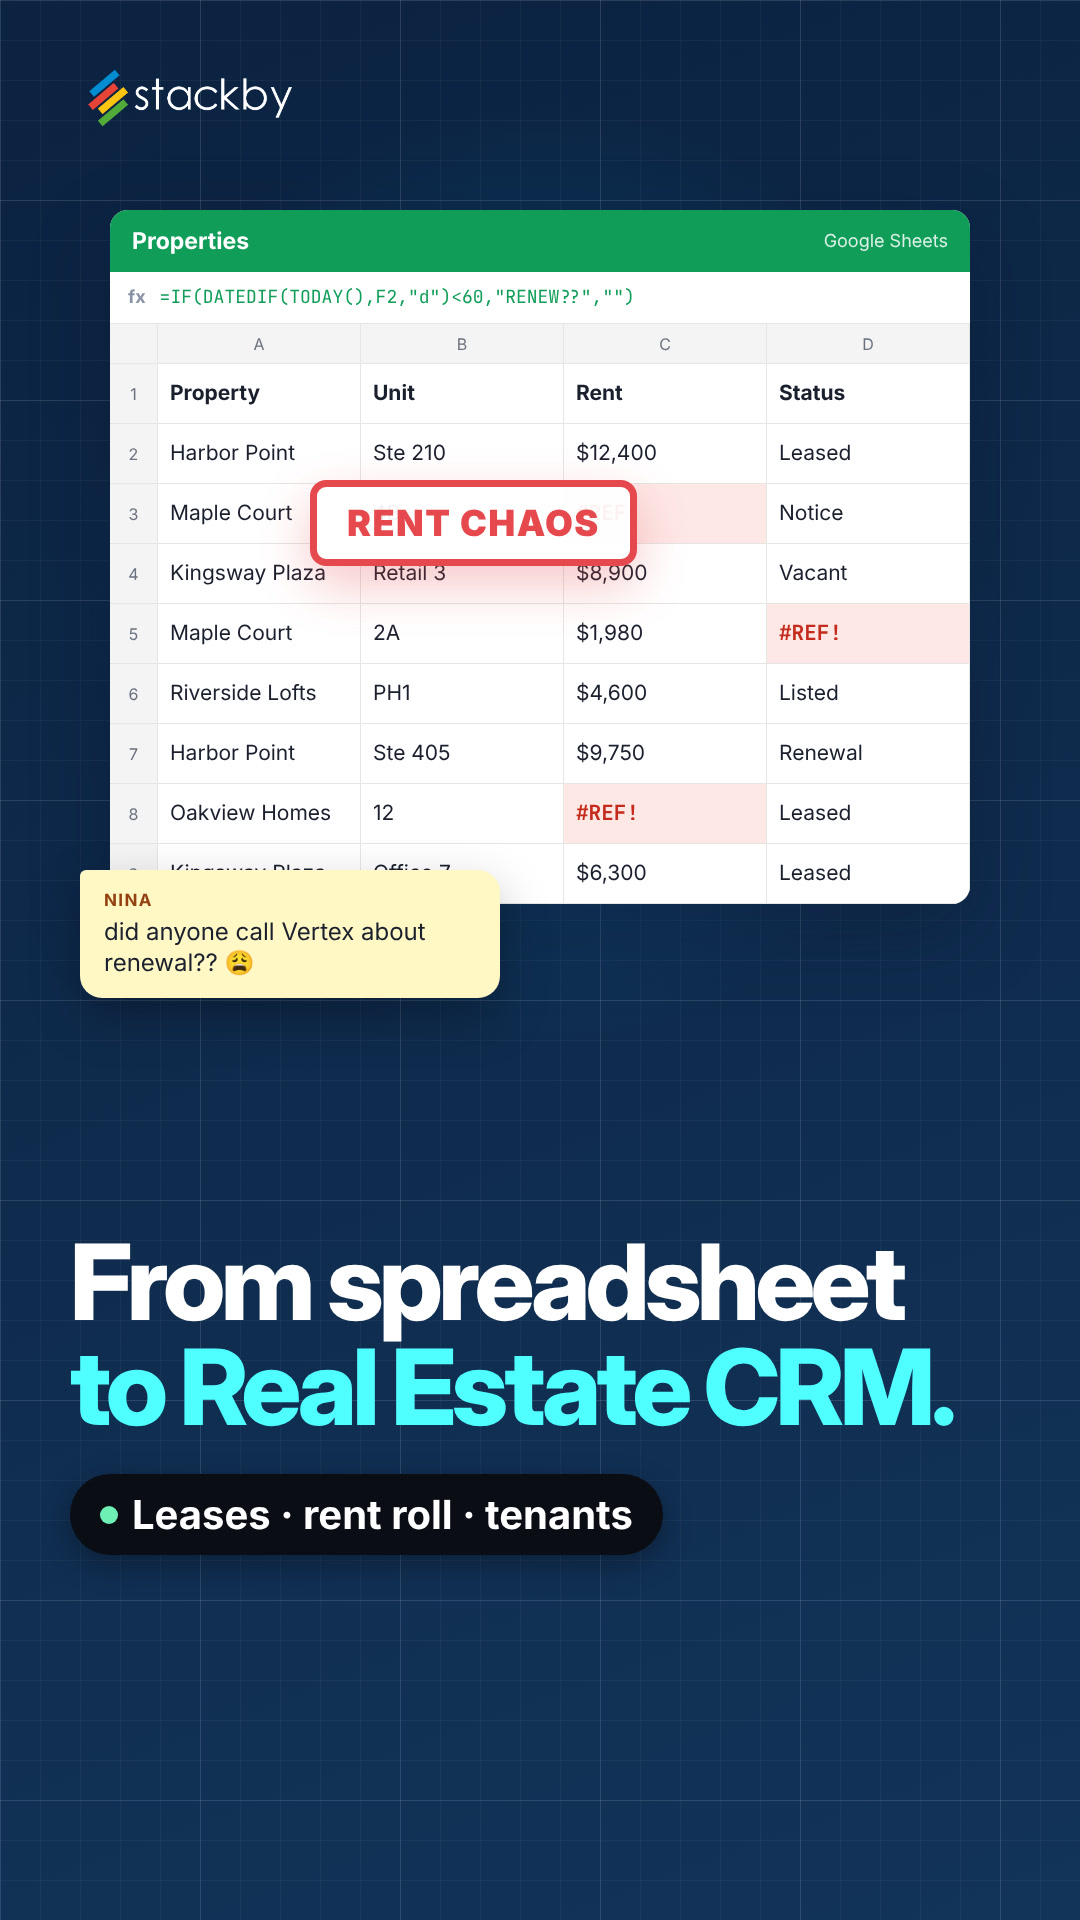 stackby
Properties
Google Sheets
fx =IF(DATEDIF(TODAY(),F2,"d")<60,"RENEW??","")
A B C D
1 Property Unit Rent Status
2 Harbor Point Ste 210 $12,400 Leased
3 Maple Court Notice
RENT CHAOS
4 Kingsway Plaza Retail 3 $8,900 Vacant
5 Maple Court 2A $1,980 #REF!
6 Riverside Lofts PH1 $4,600 Listed
7 Harbor Point Ste 405 $9,750 Renewal
8 Oakview Homes 12 #REF! Leased
Kingsway Plaza Office 7 $6,300 Leased
NINA
did anyone call Vertex about
renewal?? 😩
From spreadsheet
to Real Estate CRM.
Leases · rent roll · tenants